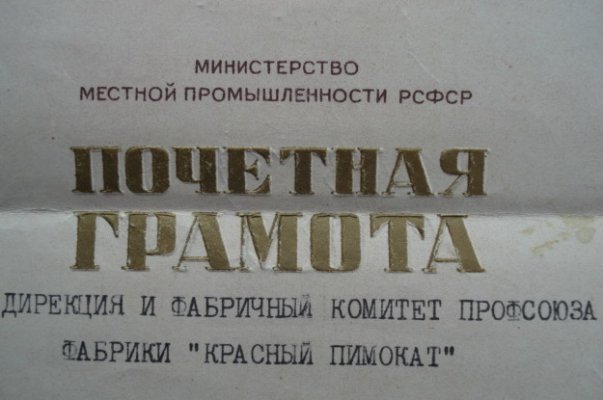 МИНИСТЕРСТВО
МЕСТНОЙ ПРОМЫШЛЕННОСТИ РСФСР
ПОЧЕТНАЯ
ГРАМОТА
ДИРЕКЦИЯ И ФАБРИЧНЫЙ КОМИТЕТ ПРОФСОЮЗА
ФАБРИКИ "КРАСНЫЙ ПИМОКАТ"